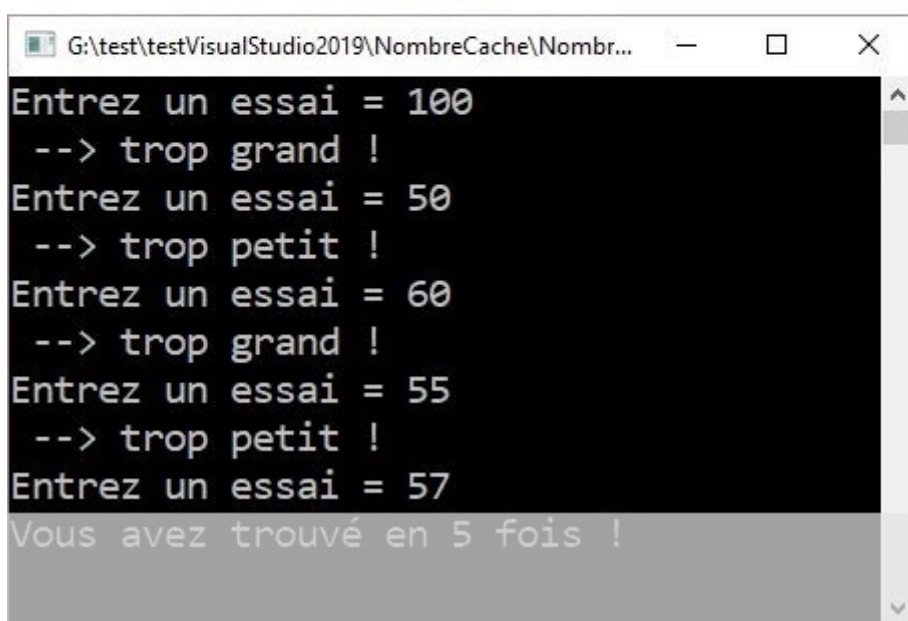 G:\test\testVisualStudio2019\NombreCache\Nombr...
Entrez un essai = 100
--> trop grand !
Entrez un essai = 50
--> trop petit !
Entrez un essai = 60
--> trop grand !
Entrez un essai = 55
--> trop petit !
Entrez un essai = 57
Vous avez trouvé en 5 fois !